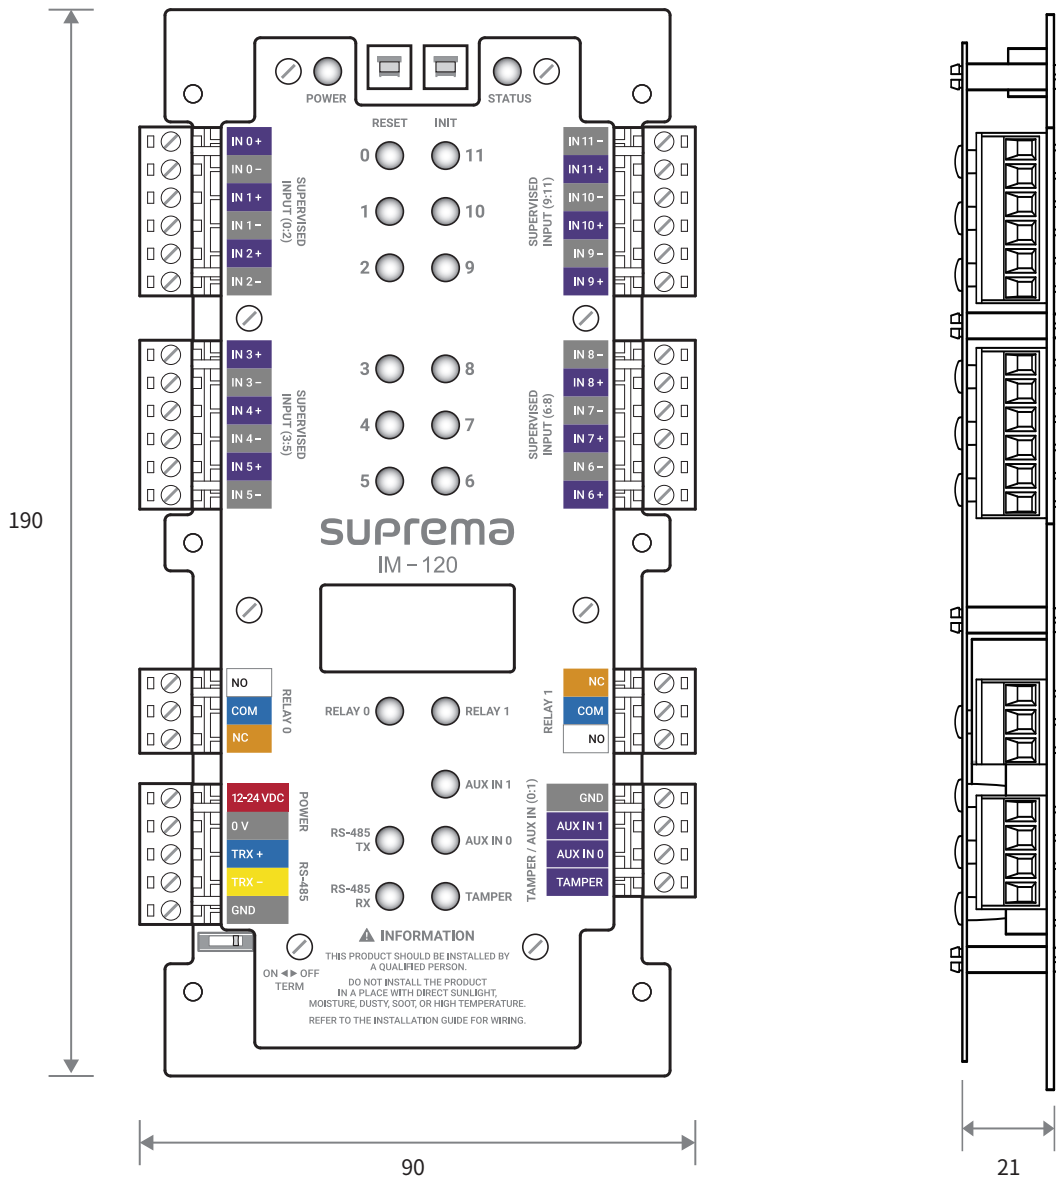 POWER
STATUS
RESET
INIT
IN 0 +
IN 0 –
IN 1 +
IN 1 –
IN 2 +
IN 2 –
SUPERVISED
INPUT (0:2)
0
11
1
10
2
9
SUPERVISED
INPUT (9:11)
IN 11 –
IN 11 +
IN 10 –
IN 10 +
IN 9 –
IN 9 +
IN 3 +
IN 3 –
IN 4 +
IN 4 –
IN 5 +
IN 5 –
SUPERVISED
INPUT (3:5)
3
8
4
7
5
6
SUPERVISED
INPUT (6:8)
IN 8 –
IN 8 +
IN 7 –
IN 7 +
IN 6 –
IN 6 +
190
suprema
IM – 120
NO
COM
NC
RELAY 0
RELAY 0
RELAY 1
RELAY 1
NC
COM
NO
12-24 VDC
0 V
TRX +
TRX –
GND
POWER
RS-485
AUX IN 1
RS-485
TX
AUX IN 0
RS-485
RX
TAMPER
TAMPER / AUX IN (0:1)
GND
AUX IN 1
AUX IN 0
TAMPER
INFORMATION
THIS PRODUCT SHOULD BE INSTALLED BY
A QUALIFIED PERSON.
DO NOT INSTALL THE PRODUCT
IN A PLACE WITH DIRECT SUNLIGHT,
MOISTURE, DUSTY, SOOT, OR HIGH TEMPERATURE.
REFER TO THE INSTALLATION GUIDE FOR WIRING.
ON ◄► OFF
TERM
90
21